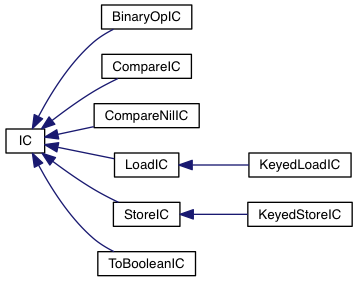 BinaryOpIC
CompareIC
CompareNilIC
IC
LoadIC
KeyedLoadIC
StoreIC
KeyedStoreIC
ToBooleanIC